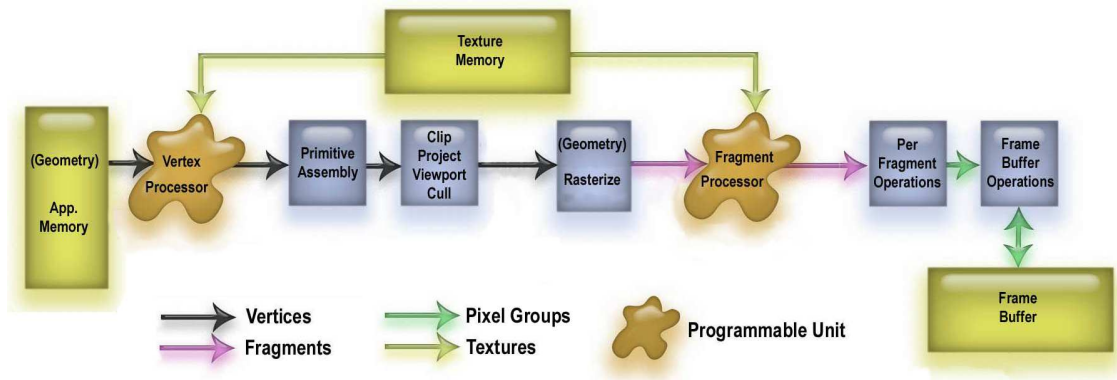 Texture
Memory
(Geometry)
App.
Memory
Vertex
Processor
Primitive
Assembly
Clip
Project
Viewport
Cull
(Geometry)
Rasterize
Fragment
Processor
Per
Fragment
Operations
Frame
Buffer
Operations
Frame
Buffer
Vertices
Fragments
Pixel Groups
Textures
Programmable Unit